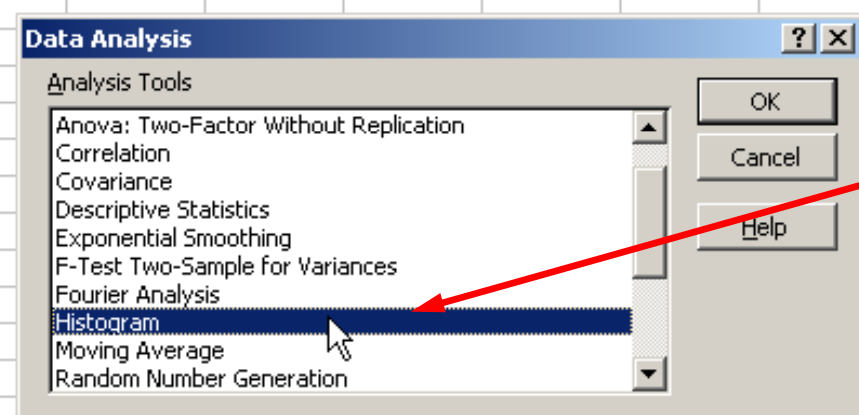 Data Analysis
Analysis Tools
Anova: Two-Factor Without Replication
Correlation
Covariance
Descriptive Statistics
Exponential Smoothing
F-Test Two-Sample for Variances
Fourier Analysis
Histogram
Moving Average
Random Number Generation
OK
Cancel
Help